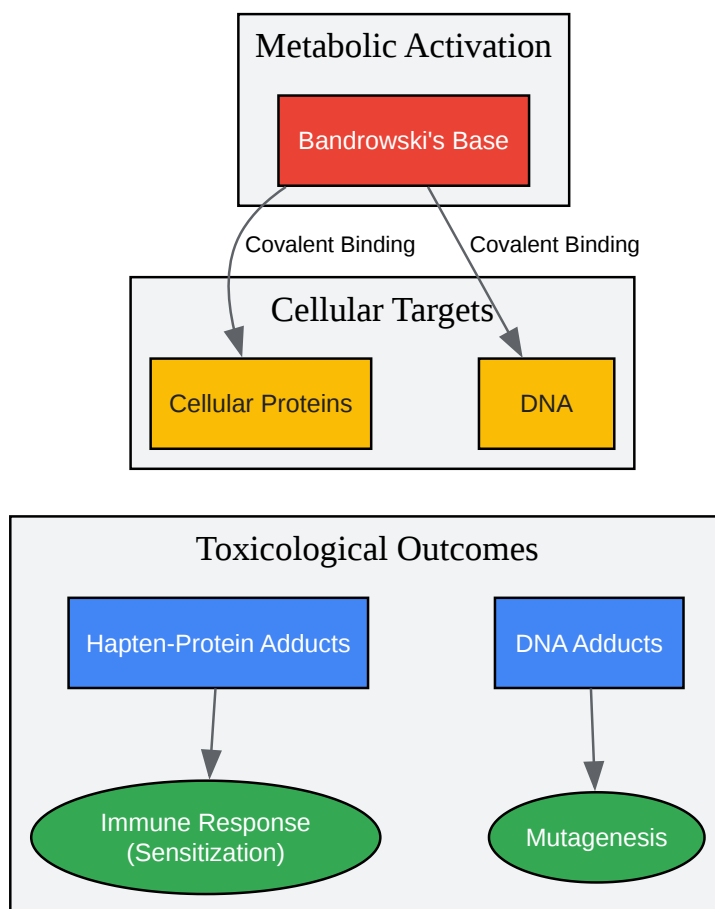 Metabolic Activation
Bandrowski's Base
Covalent Binding
Covalent Binding
Cellular Targets
Cellular Proteins
DNA
Toxicological Outcomes
Hapten-Protein Adducts
DNA Adducts
Immune Response
(Sensitization)
Mutagenesis